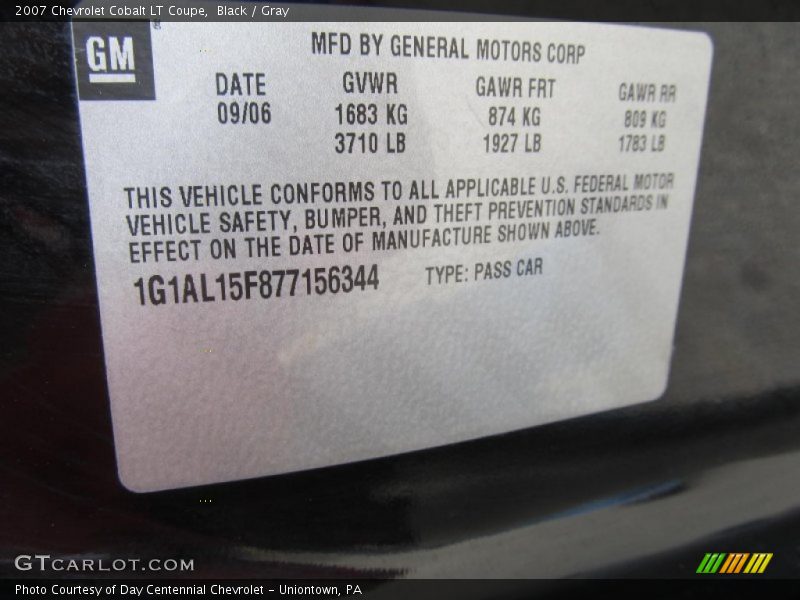 2007 Chevrolet Cobalt LT Coupe, Black / Gray
GM
MFD BY GENERAL MOTORS CORP
DATE GVWR GAWR FRT GAWR RR
09/06 1683 KG 874 KG 809 KG
3710 LB 1927 LB 1783 LB
THIS VEHICLE CONFORMS TO ALL APPLICABLE U.S. FEDERAL MOTOR
VEHICLE SAFETY, BUMPER, AND THEFT PREVENTION STANDARDS IN
EFFECT ON THE DATE OF MANUFACTURE SHOWN ABOVE.
1G1AL15F877156344 TYPE: PASS CAR
GTCARLOT.COM
Photo Courtesy of Day Centennial Chevrolet - Uniontown, PA